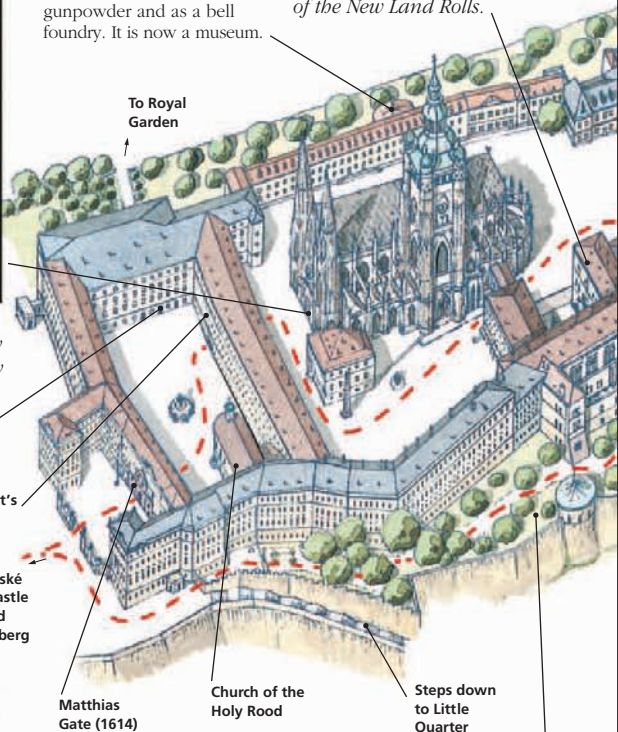 gunpowder and as a bell
foundry. It is now a museum.
of the New Land Rolls.
To Royal
Garden
t's
ské
astle
d
berg
Matthias
Gate (1614)
Church of the
Holy Rood
Steps down
to Little
Quarter